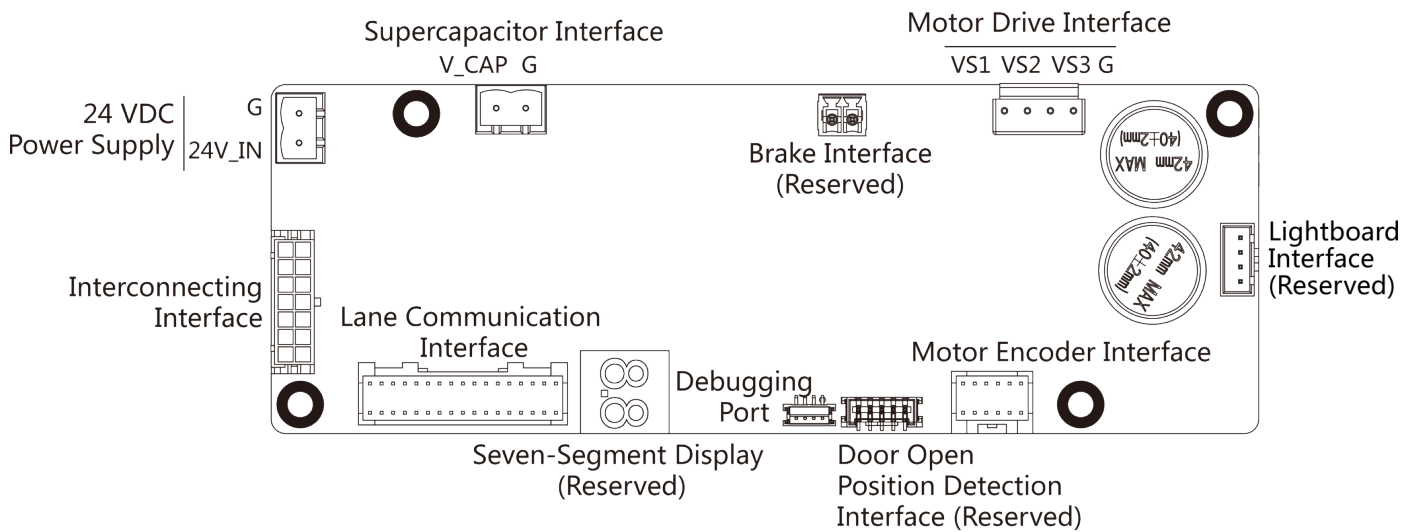 Supercapacitor Interface
V_CAP G
Motor Drive Interface
VS1 VS2 VS3 G
24 VDC
Power Supply
G
24V_IN
Brake Interface
(Reserved)
42mm MAX
(40±2mm)
42mm MAX
(40±2mm)
Lightboard
Interface
(Reserved)
Interconnecting
Interface
Lane Communication
Interface
Motor Encoder Interface
Debugging
Port
Seven-Segment Display
(Reserved)
Door Open
Position Detection
Interface (Reserved)